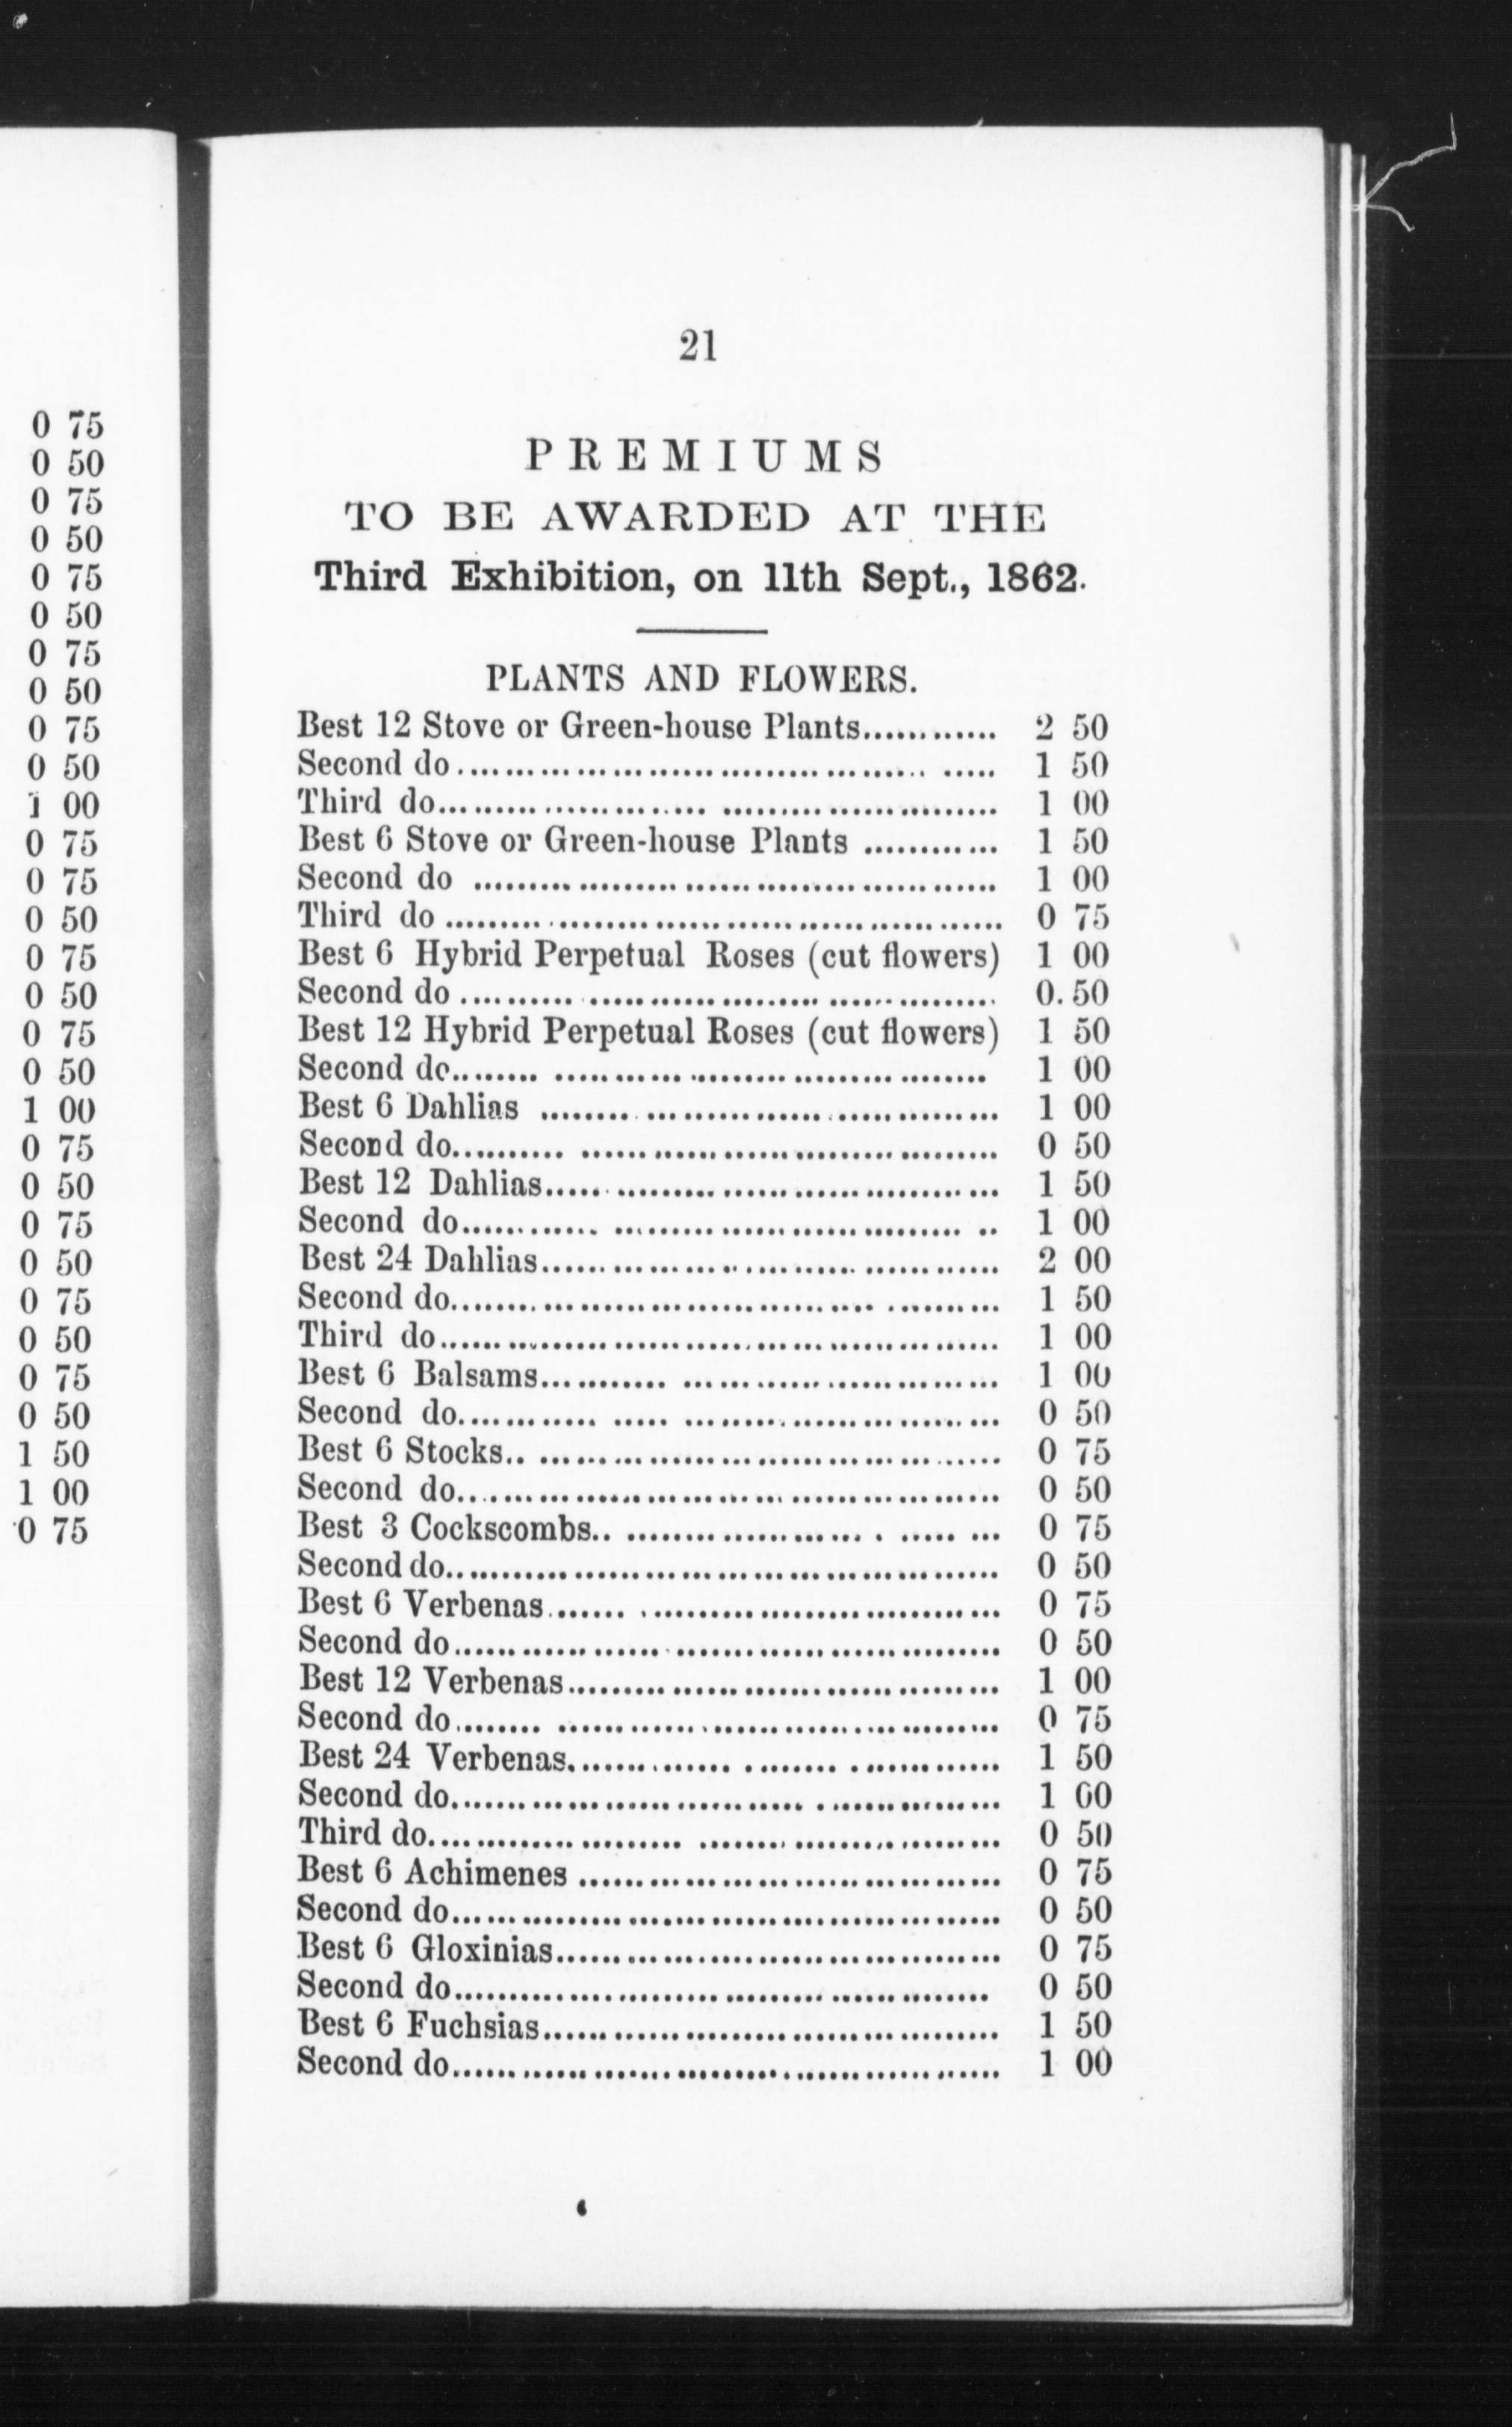 0 75
0 50
0 75
0 50
0 75
0 50
0 75
0 50
0 75
0 50
1 00
0 75
0 75
0 50
0 75
0 50
0 75
0 50
1 00
0 75
0 50
0 75
0 50
0 75
0 50
0 75
0 50
1 50
1 00
0 75
21
PREMIUMS
TO BE AWARDED AT THE
Third Exhibition, on 11th Sept., 1862.
PLANTS AND FLOWERS.
Best 12 Stove or Green-house Plants............ 2 50
Second do............................................. 1 50
Third do............................................. 1 00
Best 6 Stove or Green-house Plants ............ 1 50
Second do ............................................. 1 00
Third do ............................................. 0 75
Best 6 Hybrid Perpetual Roses (cut flowers) 1 00
Second do ............................................. 0.50
Best 12 Hybrid Perpetual Roses (cut flowers) 1 50
Second do............................................. 1 00
Best 6 Dahlias ....................................... 1 00
Second do............................................. 0 50
Best 12 Dahlias....................................... 1 50
Second do............................................. 1 00
Best 24 Dahlias....................................... 2 00
Second do............................................. 1 50
Third do............................................. 1 00
Best 6 Balsams....................................... 1 00
Second do............................................. 0 50
Best 6 Stocks......................................... 0 75
Second do............................................. 0 50
Best 3 Cockscombs.................................. 0 75
Second do............................................. 0 50
Best 6 Verbenas...................................... 0 75
Second do............................................. 0 50
Best 12 Verbenas.................................... 1 00
Second do............................................. 0 75
Best 24 Verbenas.................................... 1 50
Second do............................................. 1 00
Third do............................................. 0 50
Best 6 Achimenes ................................... 0 75
Second do............................................. 0 50
Best 6 Gloxinias..................................... 0 75
Second do............................................. 0 50
Best 6 Fuchsias...................................... 1 50
Second do............................................. 1 00